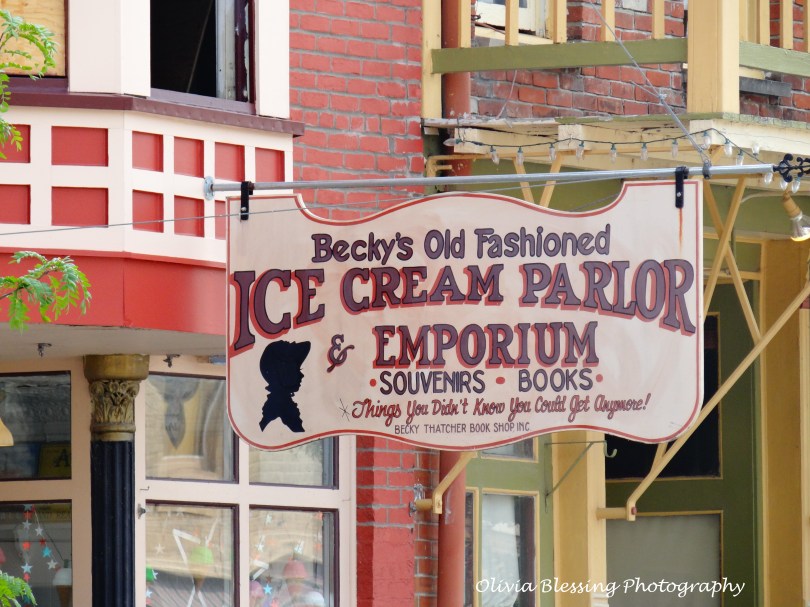 Becky's Old Fashioned
ICE CREAM PARLOR
& EMPORIUM
• SOUVENIRS • BOOKS •
Things You Didn't Know You Could Get Anymore!
BECKY THATCHER BOOK SHOP, INC
Olivia Blessing Photography